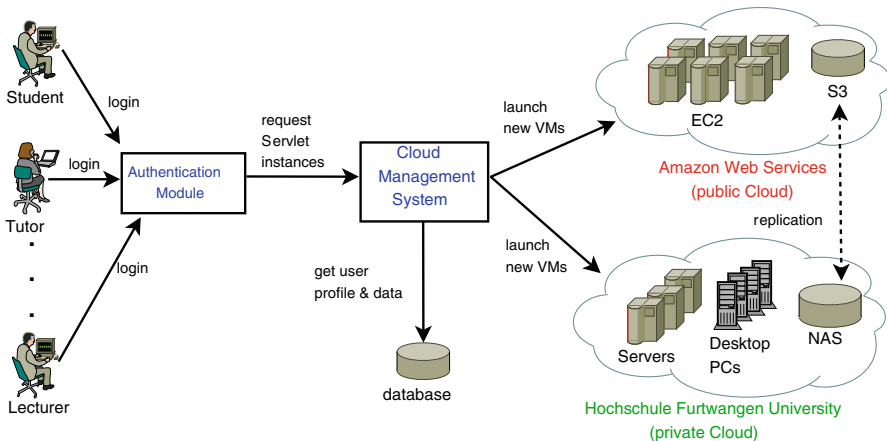 Student
login
Tutor
login
Lecturer
login
Authentication
Module
request
Servlet
instances
Cloud
Management
System
get user
profile & data
database
launch
new VMs
launch
new VMs
EC2
S3
Amazon Web Services
(public Cloud)
replication
Servers
Desktop
PCs
NAS
Hochschule Furtwangen University
(private Cloud)